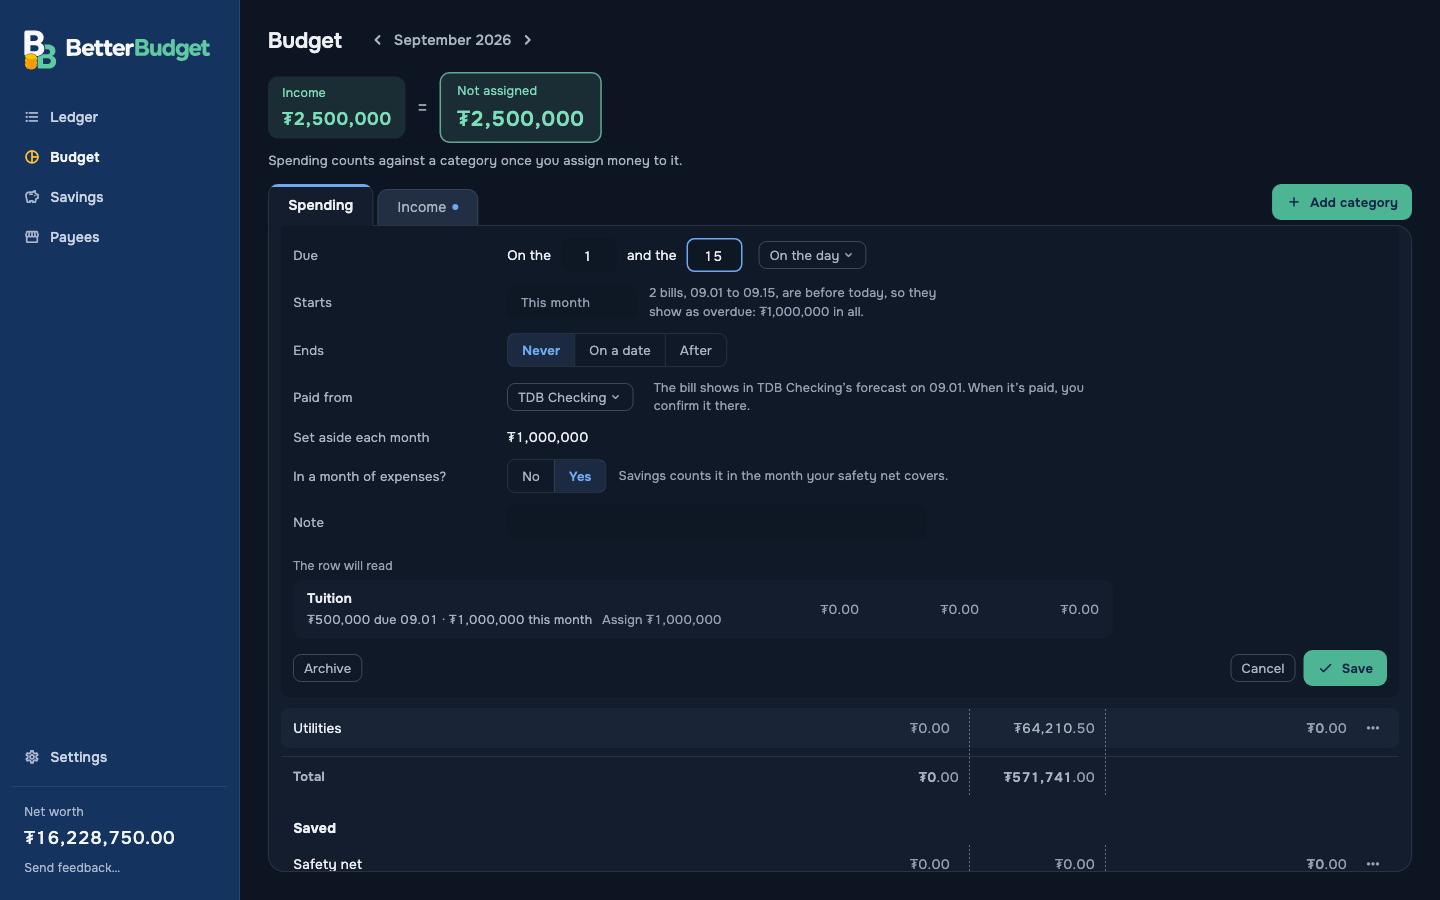 BetterBudget
Ledger
Budget
Savings
Payees
Settings
Net worth
₮16,228,750.00
Send feedback...
Budget
September 2026
Income
₮2,500,000
=
Not assigned
₮2,500,000
Spending counts against a category once you assign money to it.
Spending
Income
Add category
Due
On the 1 and the 15 On the day
Starts
This month
2 bills, 09.01 to 09.15, are before today, so they
show as overdue: ₮1,000,000 in all.
Ends
Never On a date After
Paid from
TDB Checking
The bill shows in TDB Checking's forecast on 09.01. When it's paid, you
confirm it there.
Set aside each month
₮1,000,000
In a month of expenses?
No Yes
Savings counts it in the month your safety net covers.
Note
The row will read
Tuition
₮500,000 due 09.01 · ₮1,000,000 this month Assign ₮1,000,000
₮0.00 ₮0.00 ₮0.00
Archive
Cancel
Save
Utilities ₮0.00 ₮64,210.50 ₮0.00
Total ₮0.00 ₮571,741.00
Saved
Safety net ₮0.00 ₮0.00 ₮0.00